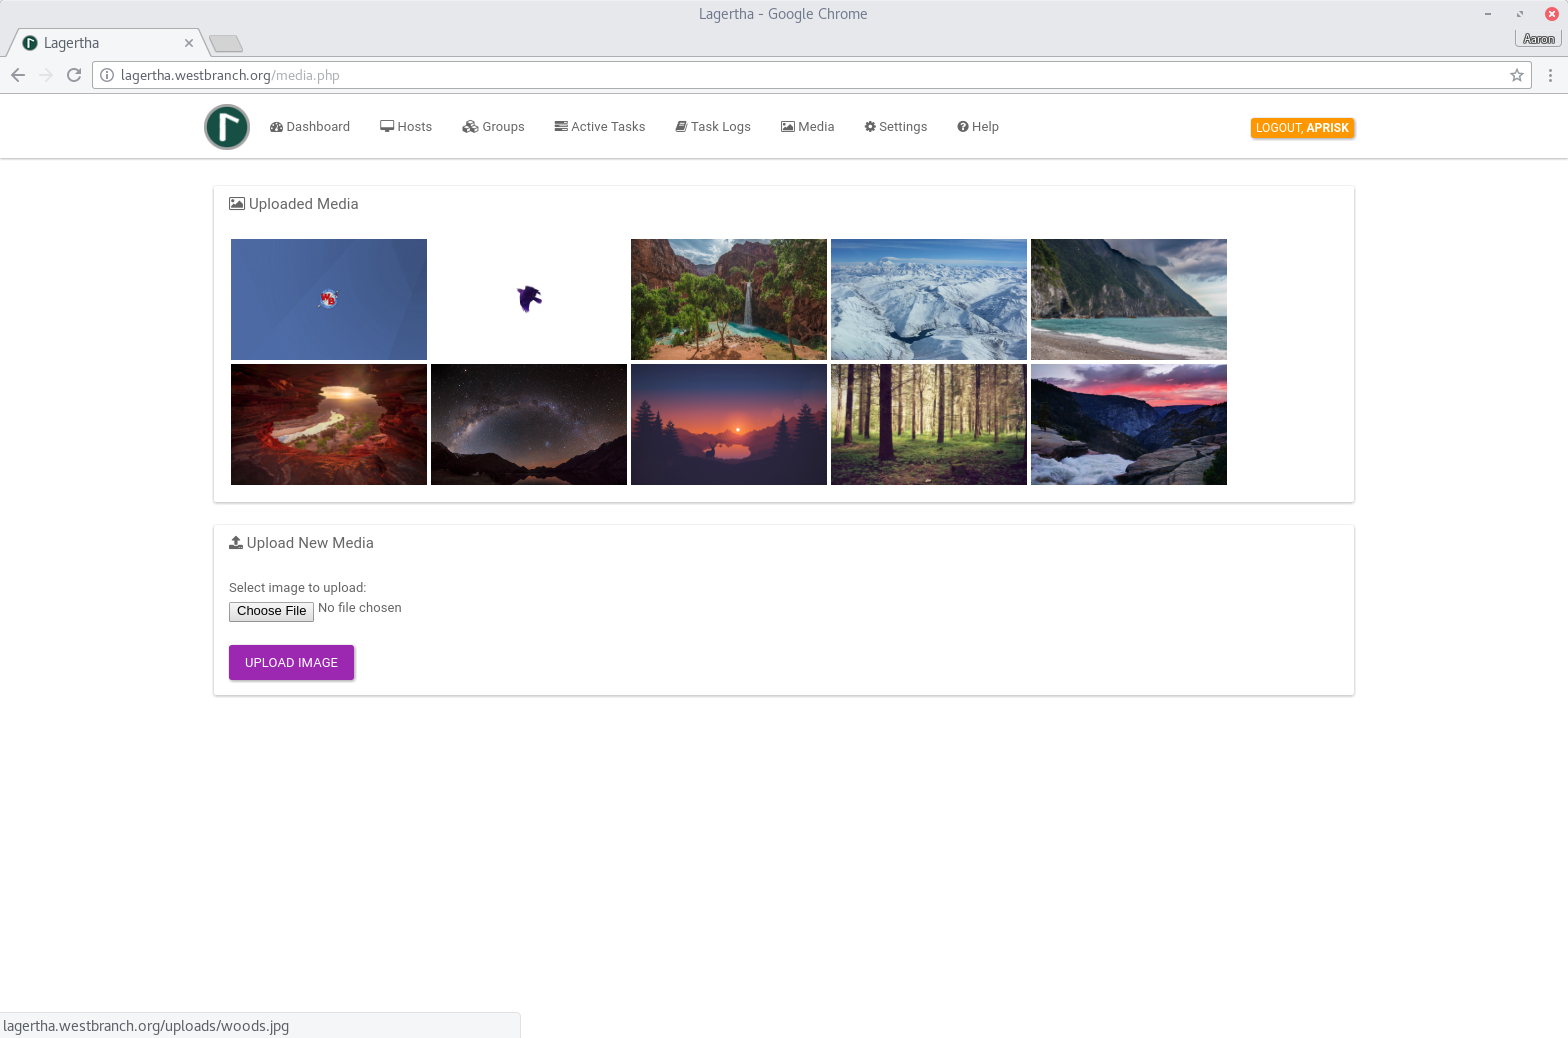 Lagertha - Google Chrome
Lagertha
Aaron
lagertha.westbranch.org/media.php
Dashboard Hosts Groups Active Tasks Task Logs Media Settings Help LOGOUT, APRISK
Uploaded Media
WB
Upload New Media
Select image to upload:
Choose File No file chosen
UPLOAD IMAGE
lagertha.westbranch.org/uploads/woods.jpg